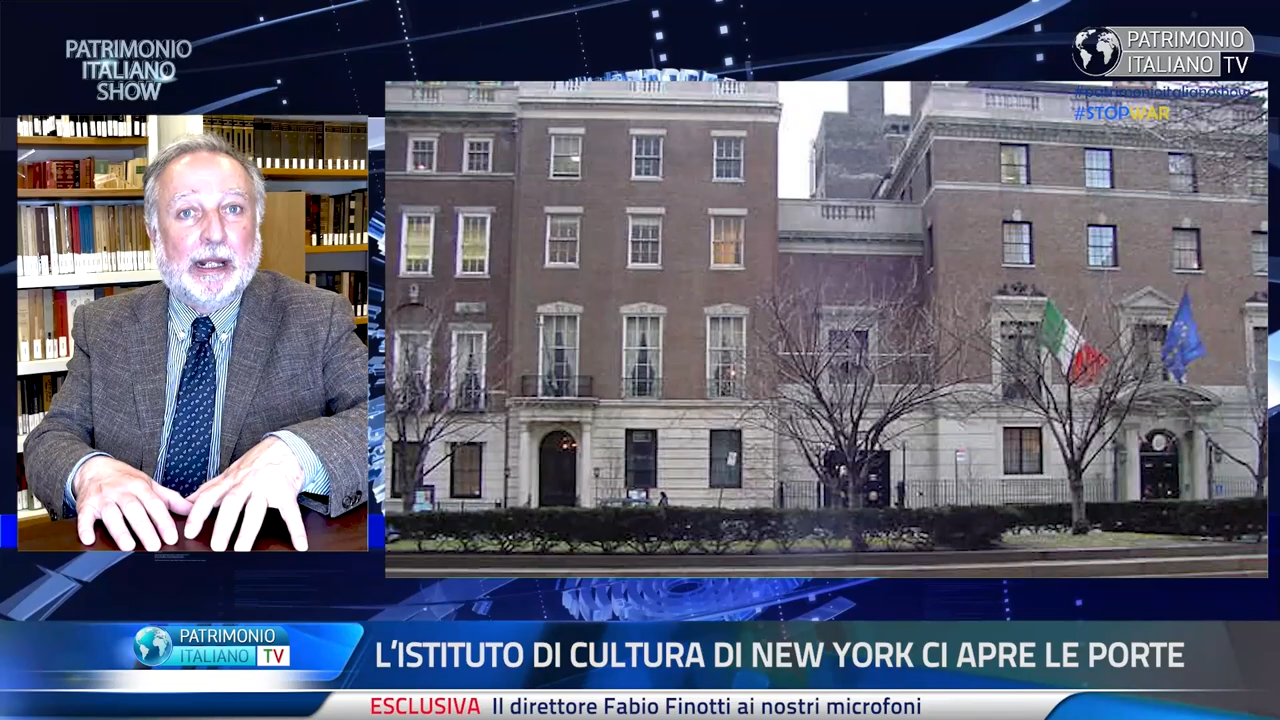 PATRIMONIO
ITALIANO
SHOW
PATRIMONIO
ITALIANO TV
#patrimonioitalianoshow
#STOPWAR
PATRIMONIO
ITALIANO TV
L'ISTITUTO DI CULTURA DI NEW YORK CI APRE LE PORTE
ESCLUSIVA Il direttore Fabio Finotti ai nostri microfoni